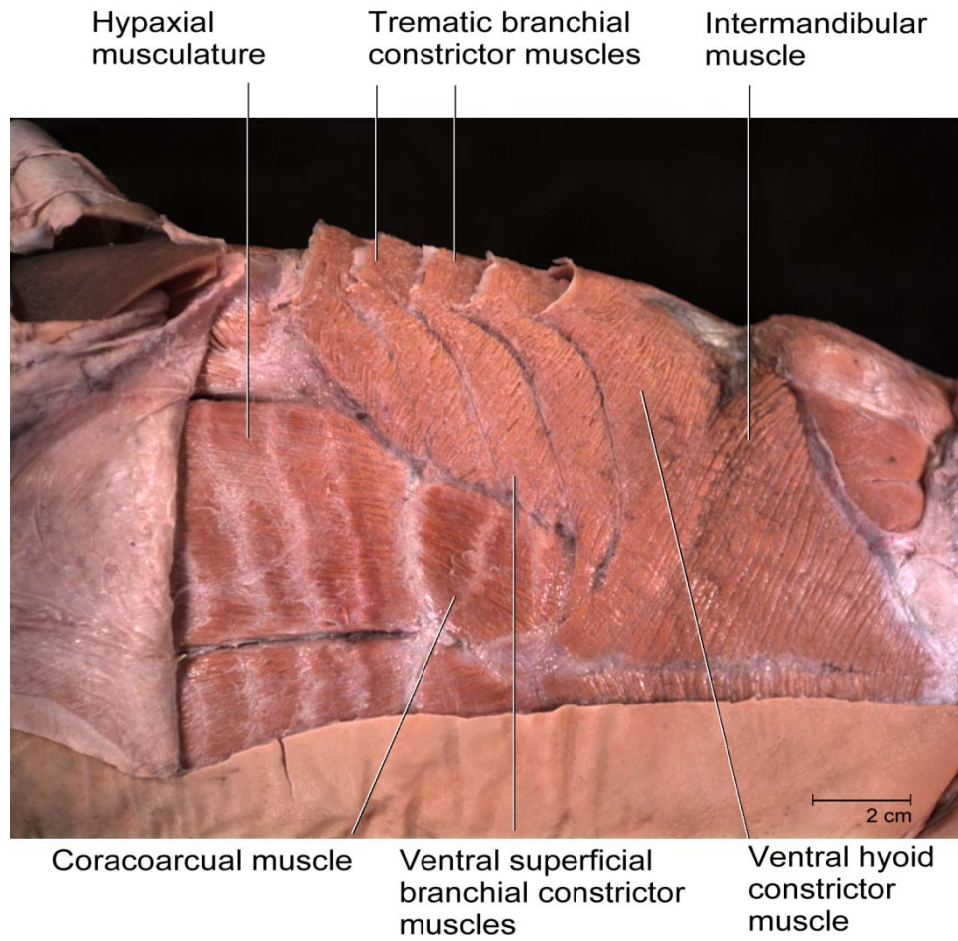 Hypaxial
musculature
Trematic branchial
constrictor muscles
Intermandibular
muscle
2 cm
Coracoarcual muscle
Ventral superficial
branchial constrictor
muscles
Ventral hyoid
constrictor
muscle